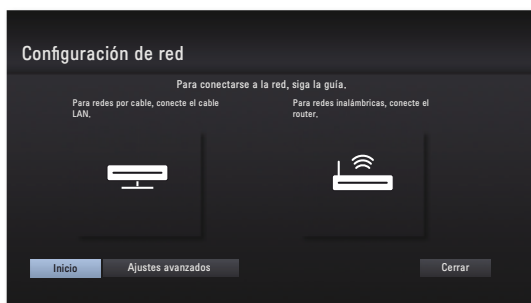 Configuración de red
Para conectarse a la red, siga la guía.
Para redes por cable, conecte el cable
LAN.
Para redes inalámbricas, conecte el
router.
Inicio
Ajustes avanzados
Cerrar